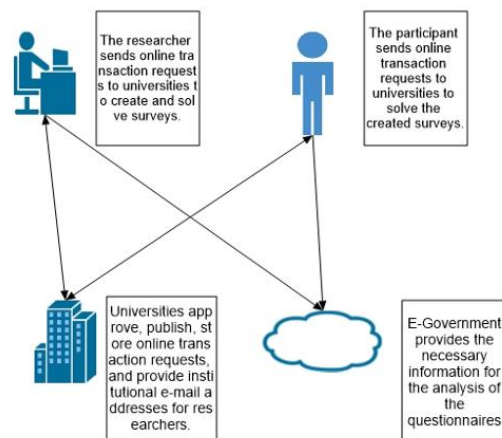 The researcher
sends online tra
nsaction request
s to universities t
o create and sol
ve surveys.
The participant
sends online
transaction
requests to
universities to
solve the
created surveys.
Universities app
rove, publish, st
ore online trans
action requests,
and provide insti
tutional e-mail a
ddresses for res
earchers.
E-Government
provides the
necessary
information for
the analysis of
the
questionnaires